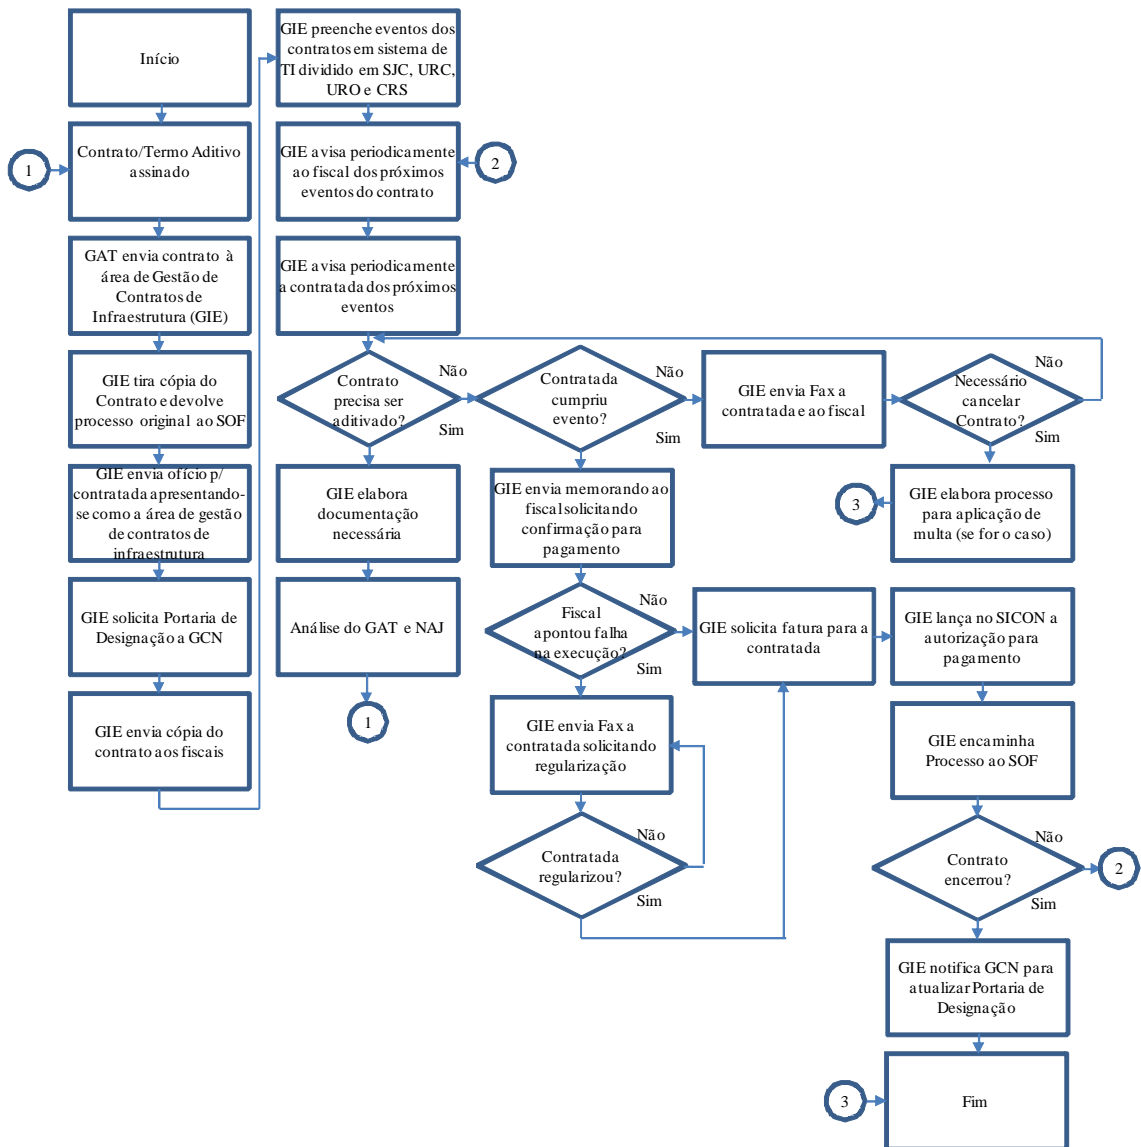 Início
1
Contrato/Termo Aditivo
assinado
GAT envia contrato à
área de Gestão de
Contratos de
Infraestrutura (GIE)
GIE tira cópia do
Contrato e devolve
processo original ao SOF
GIE envia ofício p/
contratada apresentando-
se como a área de gestão
de contratos de
infraestrutura
GIE solicita Portaria de
Designação a GCN
GIE envia cópia do
contrato aos fiscais
GIE preenche eventos dos
contratos em sistema de
TI dividido em SJC, URC,
URO e CRS
GIE avisa periodicamente
ao fiscal dos próximos
eventos do contrato
2
GIE avisa periodicamente
a contratada dos próximos
eventos
Contrato
precisa ser
aditivado?
Não
Sim
GIE elabora
documentação
necessária
Análise do GAT e NAJ
1
Contratada
cumpriu
evento?
Não
Sim
GIE envia Fax a
contratada e ao fiscal
Necessário
cancelar
Contrato?
Não
Sim
GIE elabora processo
para aplicação de
multa (se for o caso)
3
GIE envia memorando ao
fiscal solicitando
confirmação para
pagamento
Fiscal
apontou falha
na execução?
Não
Sim
GIE envia Fax a
contratada solicitando
regularização
Contratada
regularizou?
Não
Sim
GIE solicita fatura para a
contratada
GIE lança no SICON a
autorização para
pagamento
GIE encaminha
Processo ao SOF
Contrato
encerrou?
Não
Sim
2
GIE notifica GCN para
atualizar Portaria de
Designação
3
Fim